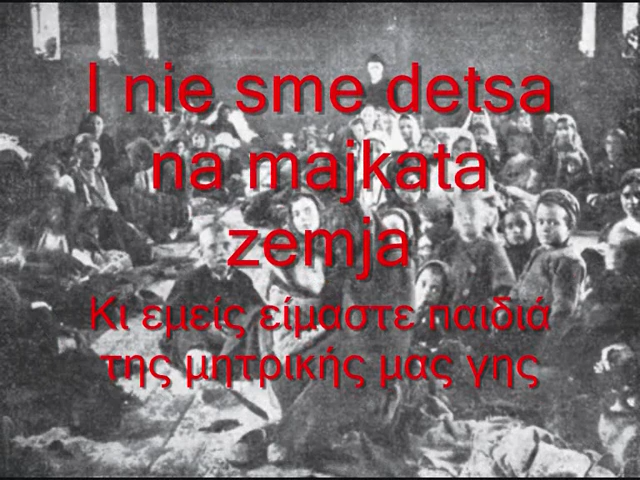 I nie sme detsa
na majkata
zemja
Κι εμείς είμαστε παιδιά
της μητρικής μας γης